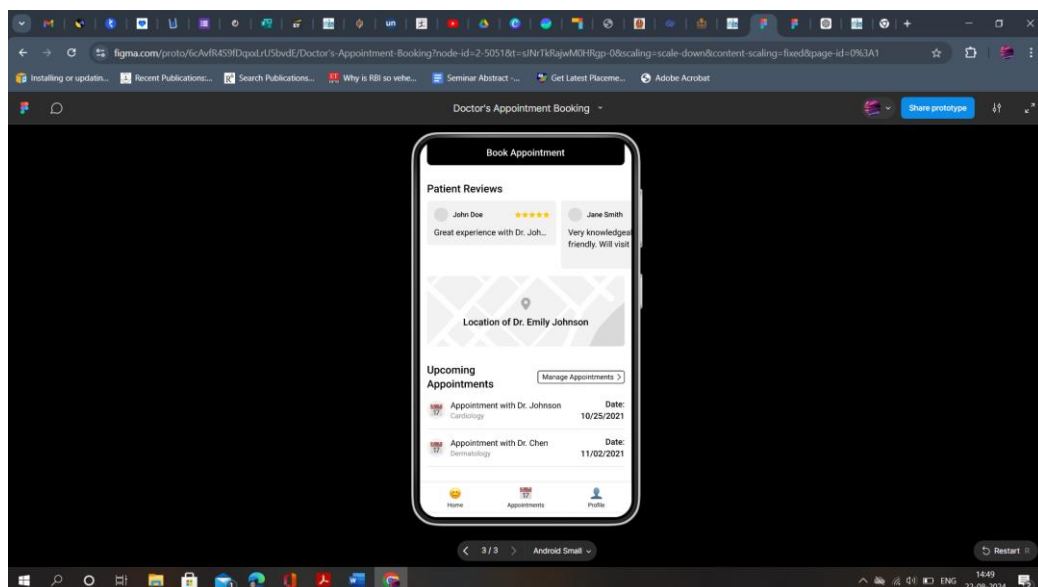 un
figma.com/proto/6cAvfR4S9fDqxxLrUSbvdE/Doctor's-Appointment-Booking?node-id=2-5051&t=sJNrTkRajwM0HRgp-0&scaling=scale-down&content-scaling=fixed&page-id=0%3A1
Installing or updatin... Recent Publications:... Search Publications... Why is RBI so vehe... Seminar Abstract -... Get Latest Placeme... Adobe Acrobat
Doctor's Appointment Booking
Share prototype
Book Appointment
Patient Reviews
John Doe
Jane Smith
Great experience with Dr. Joh...
Very knowledgeal
friendly. Will visit
Location of Dr. Emily Johnson
Upcoming
Appointments
Manage Appointments >
Appointment with Dr. Johnson Date:
Cardiology 10/25/2021
Appointment with Dr. Chen Date:
Dermatology 11/02/2021
Home Appointments Profile
3 / 3 Android Small
Restart R
ENG
14:49
22-08-2024